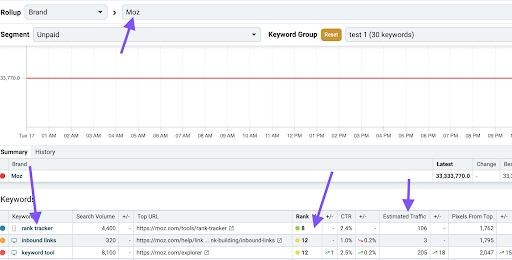 Rollup Brand > Moz
Segment Unpaid Keyword Group Reset test 1 (30 keywords)
33,770.0
Tue 17 01 AM 02 AM 03 AM 04 AM 05 AM 06 AM 07 AM 08 AM 09 AM 10 AM 11 AM 12 PM 01 PM 02 PM 03 PM 04 PM 05 PM 06 PM 07 PM 08 PM 09 PM 10 PM
Summary History
Brand Latest Change
Moz 33,333,770.0
Keywords
Search Volume +/- Top URL Rank +/- CTR +/- Estimated Traffic +/- Pixels From Top +/-
rank tracker 4,400 - https://moz.com/tools/rank-tracker 8 2.4% 106 1,762
inbound links 320 - https://moz.com/help/link ... nk-building/inbound-links 12 1.0% 0.2% 3 - 1,795
keyword tool 8,100 - https://moz.com/explorer 12 1 2.5% 0.2% 205 18 2,047